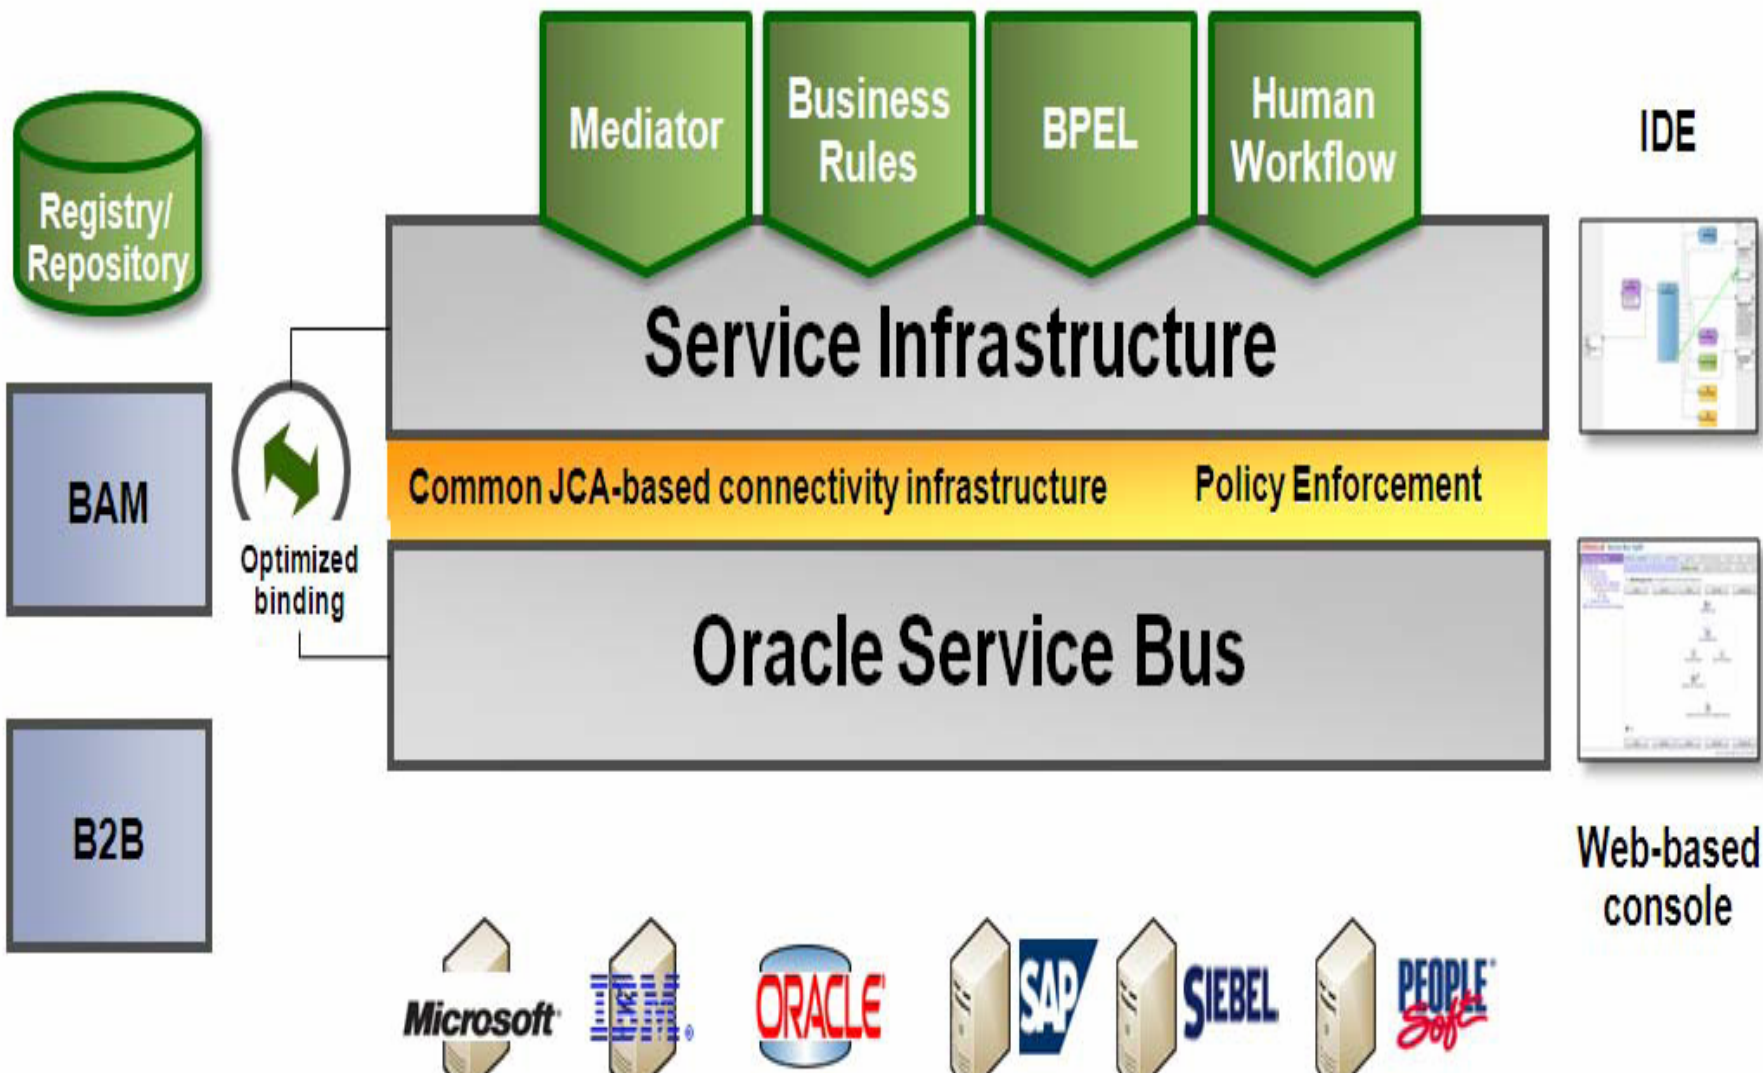 Mediator
Business
Rules
BPEL
Human
Workflow
IDE
Registry/
Repository
Service Infrastructure
BAM
Common JCA-based connectivity infrastructure
Policy Enforcement
Optimized
binding
Oracle Service Bus
B2B
Web-based
console
Microsoft
IBM®
ORACLE
SAP
SIEBEL
PEOPLE
Soft